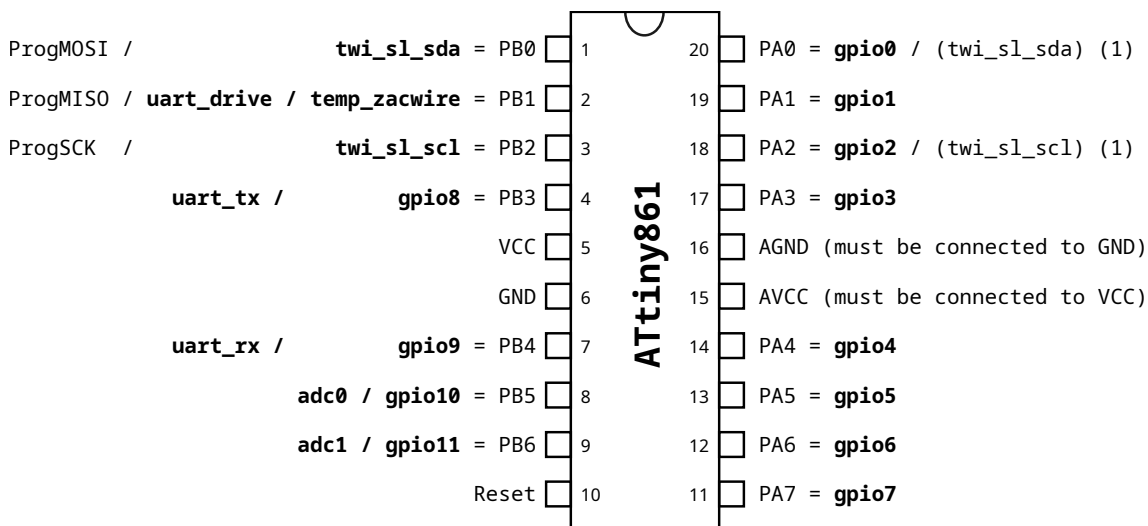 ProgMOSI / twi_sl_sda = PB0 1 20 PA0 = gpio0 / (twi_sl_sda) (1)
ProgMISO / uart_drive / temp_zacwire = PB1 2 19 PA1 = gpio1
ProgSCK / twi_sl_scl = PB2 3 18 PA2 = gpio2 / (twi_sl_scl) (1)
uart_tx / gpio8 = PB3 4 17 PA3 = gpio3
VCC 5 16 AGND (must be connected to GND)
GND 6 15 AVCC (must be connected to VCC)
uart_rx / gpio9 = PB4 7 14 PA4 = gpio4
adc0 / gpio10 = PB5 8 13 PA5 = gpio5
adc1 / gpio11 = PB6 9 12 PA6 = gpio6
Reset 10 11 PA7 = gpio7
ATtiny861